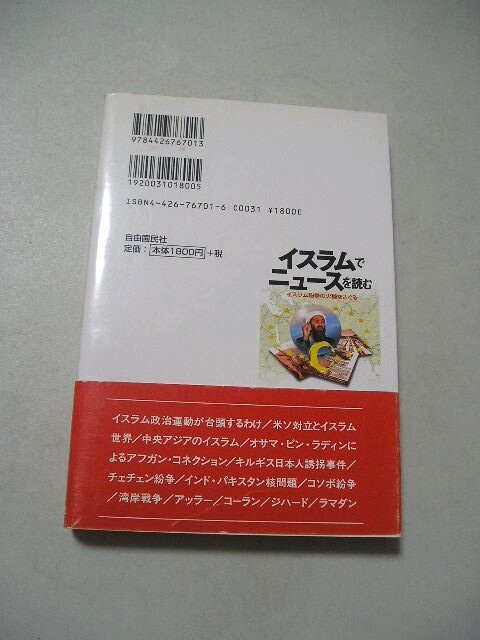 9784426767013
1920031018005
ISBN4-426-76701-6 C0031 ¥1800E
自由国民社
定価：本体1800円+税
イスラムで
ニュースを読む
イスラム紛争の火種をさぐる
イスラム政治運動が台頭するわけ／米ソ対立とイスラム
世界／中央アジアのイスラム／オサマ・ビン・ラディンに
よるアフガン・コネクション／キルギス日本人誘拐事件／
チェチェン紛争／インド・パキスタン核問題／コソボ紛争
／湾岸戦争／アッラー／コーラン／ジハード／ラマダン